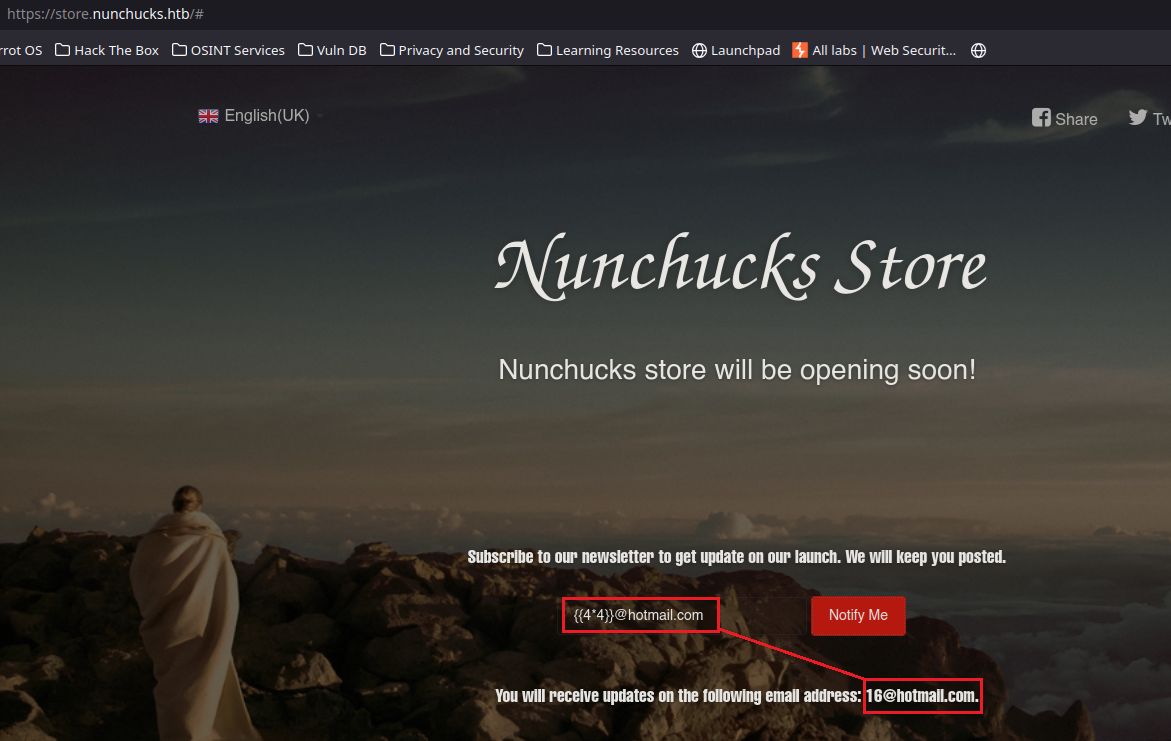 https://store.nunchucks.htb/#
rrot OS Hack The Box OSINT Services Vuln DB Privacy and Security Learning Resources Launchpad All labs | Web Securit...
English(UK) Share Tw
Nunchucks Store
Nunchucks store will be opening soon!
Subscribe to our newsletter to get update on our launch. We will keep you posted.
{{4*4}}@hotmail.com Notify Me
You will receive updates on the following email address: 16@hotmail.com.